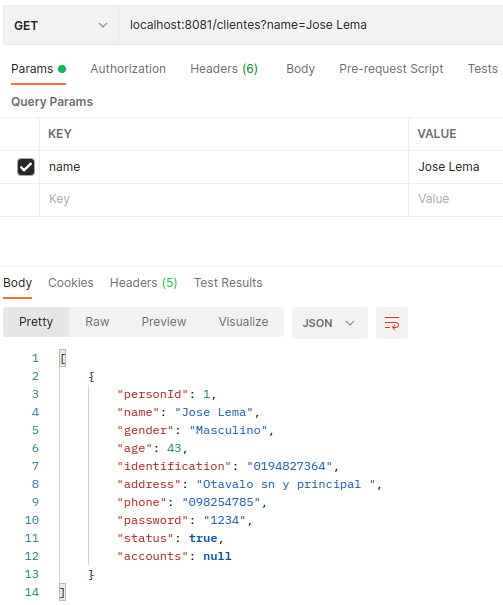 GET localhost:8081/clientes?name=Jose Lema
Params Authorization Headers (6) Body Pre-request Script Tests
Query Params
KEY VALUE
name Jose Lema
Key Value
Body Cookies Headers (5) Test Results
Pretty Raw Preview Visualize JSON
1 [
2 {
3 "personId": 1,
4 "name": "Jose Lema",
5 "gender": "Masculino",
6 "age": 43,
7 "identification": "0194827364",
8 "address": "Otavalo sn y principal ",
9 "phone": "098254785",
10 "password": "1234",
11 "status": true,
12 "accounts": null
13 }
14 ]